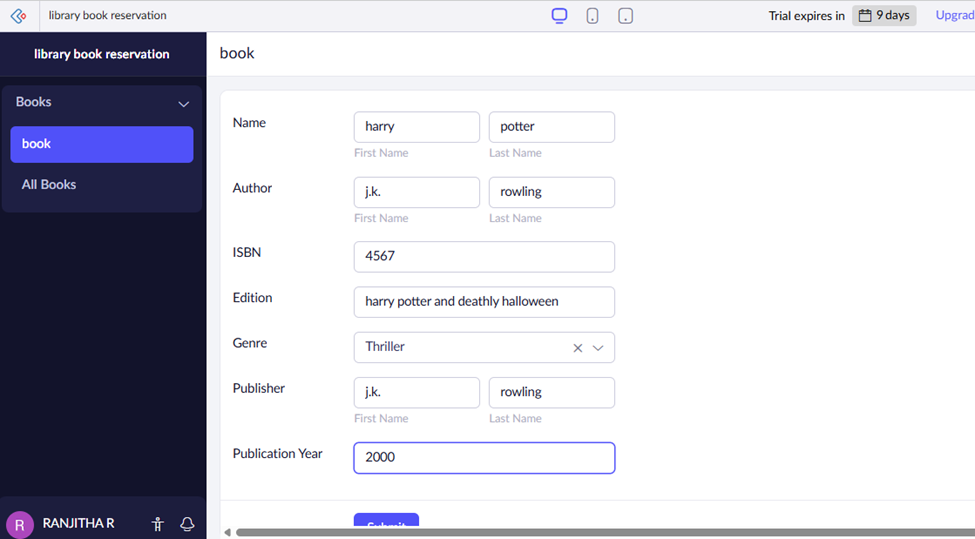 library book reservation
Trial expires in 9 days Upgrad
library book reservation
book
Books
book
All Books
Name harry potter
First Name Last Name
Author j.k. rowling
First Name Last Name
ISBN 4567
Edition harry potter and deathly halloween
Genre Thriller
Publisher j.k. rowling
First Name Last Name
Publication Year 2000
Submit
R RANJITHA R